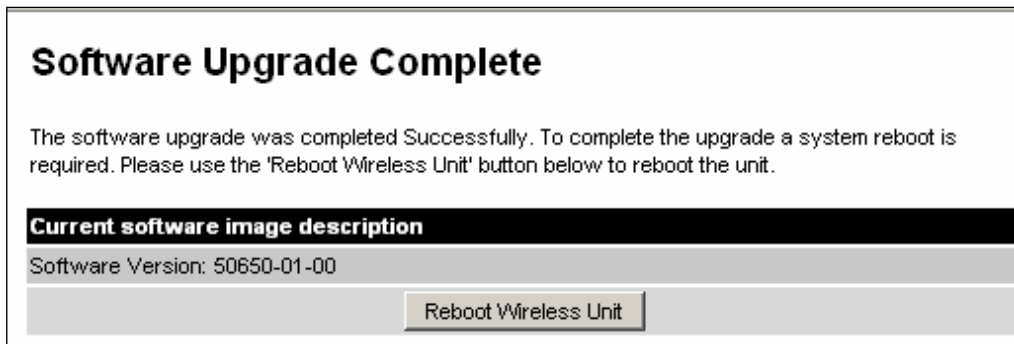 Software Upgrade Complete
The software upgrade was completed Successfully. To complete the upgrade a system reboot is
required. Please use the 'Reboot Wireless Unit' button below to reboot the unit.
Current software image description
Software Version: 50650-01-00
Reboot Wireless Unit